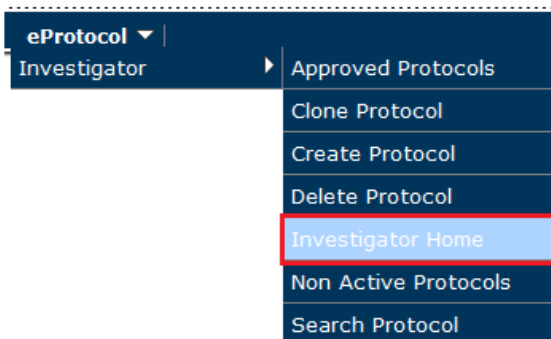 eProtocol
Investigator
Approved Protocols
Clone Protocol
Create Protocol
Delete Protocol
Investigator Home
Non Active Protocols
Search Protocol